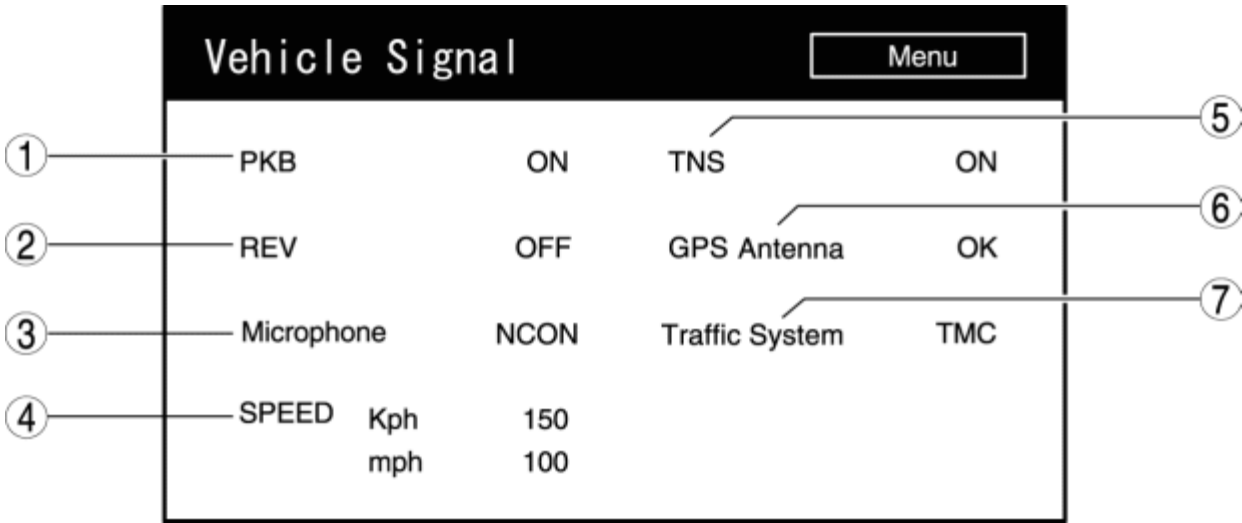 Vehicle Signal Menu
① PKB ON TNS ON ⑤
② REV OFF GPS Antenna OK ⑥
③ Microphone NCON Traffic System TMC ⑦
④ SPEED Kph 150
mph 100